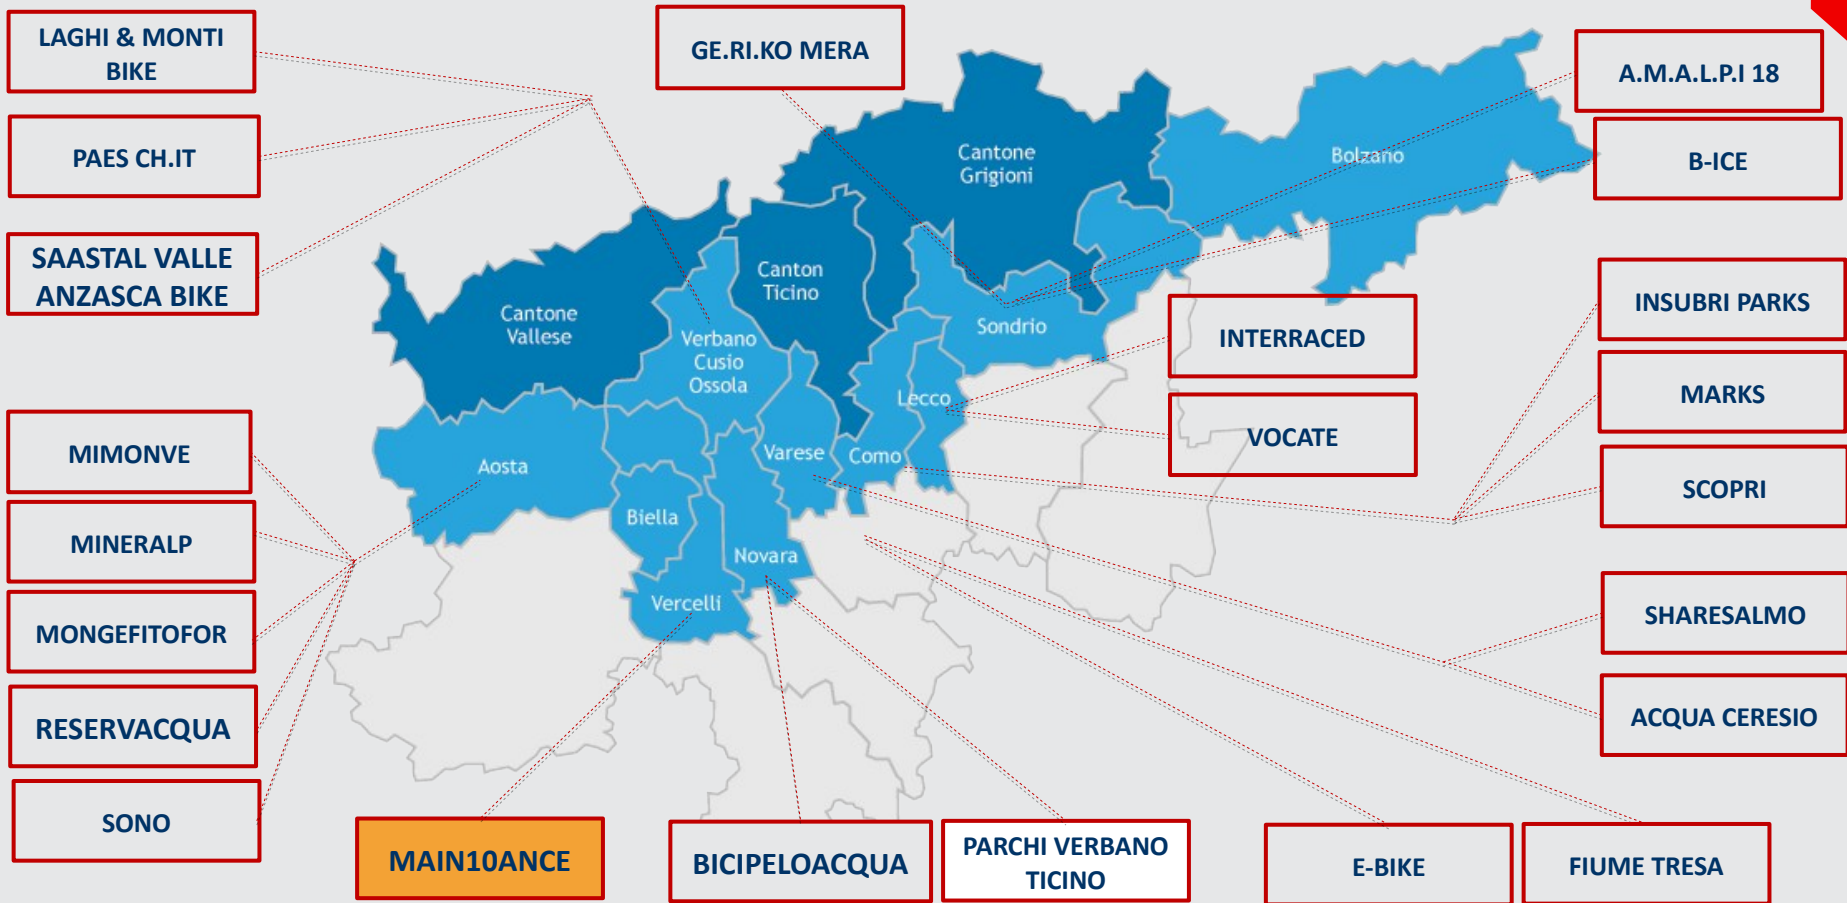 LAGHI & MONTI
BIKE
GE.RI.KO MERA
A.M.A.L.P.I 18
PAES CH.IT
B-ICE
SAASTAL VALLE
ANZASCA BIKE
Cantone
Grigioni
Bolzano
Canton
Ticino
Cantone
Vallese
Verbano
Cusio
Ossola
Sondrio
INTERRACED
INSUBRI PARKS
Lecco
MARKS
MIMONVE
Aosta
Varese
Como
VOCATE
SCOPRI
MINERALP
Biella
Novara
Vercelli
MONGEFITOFOR
SHARESALMO
RESERVACQUA
ACQUA CERESIO
SONO
MAIN10ANCE
BICIPELOACQUA
PARCHI VERBANO
TICINO
E-BIKE
FIUME TRESA